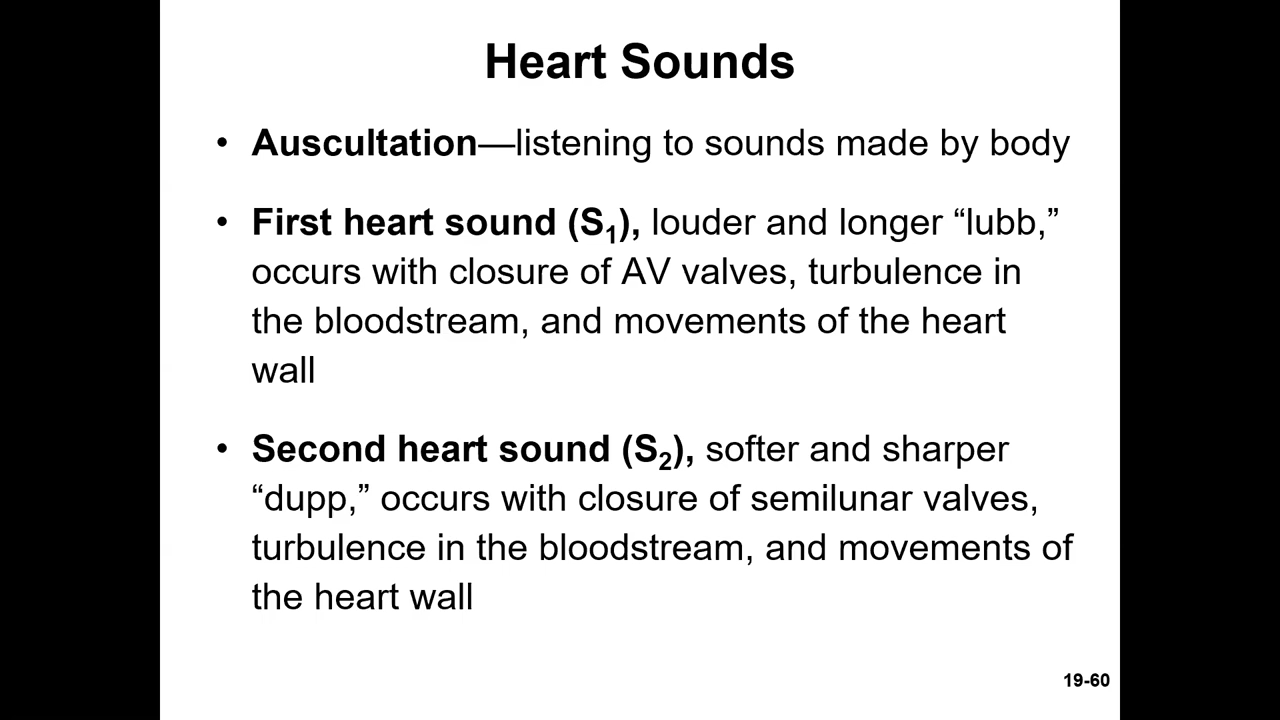 Heart Sounds
• Auscultation—listening to sounds made by body
• First heart sound (S₁), louder and longer “lubb,”
occurs with closure of AV valves, turbulence in
the bloodstream, and movements of the heart
wall
• Second heart sound (S₂), softer and sharper
“dupp,” occurs with closure of semilunar valves,
turbulence in the bloodstream, and movements of
the heart wall
19-60